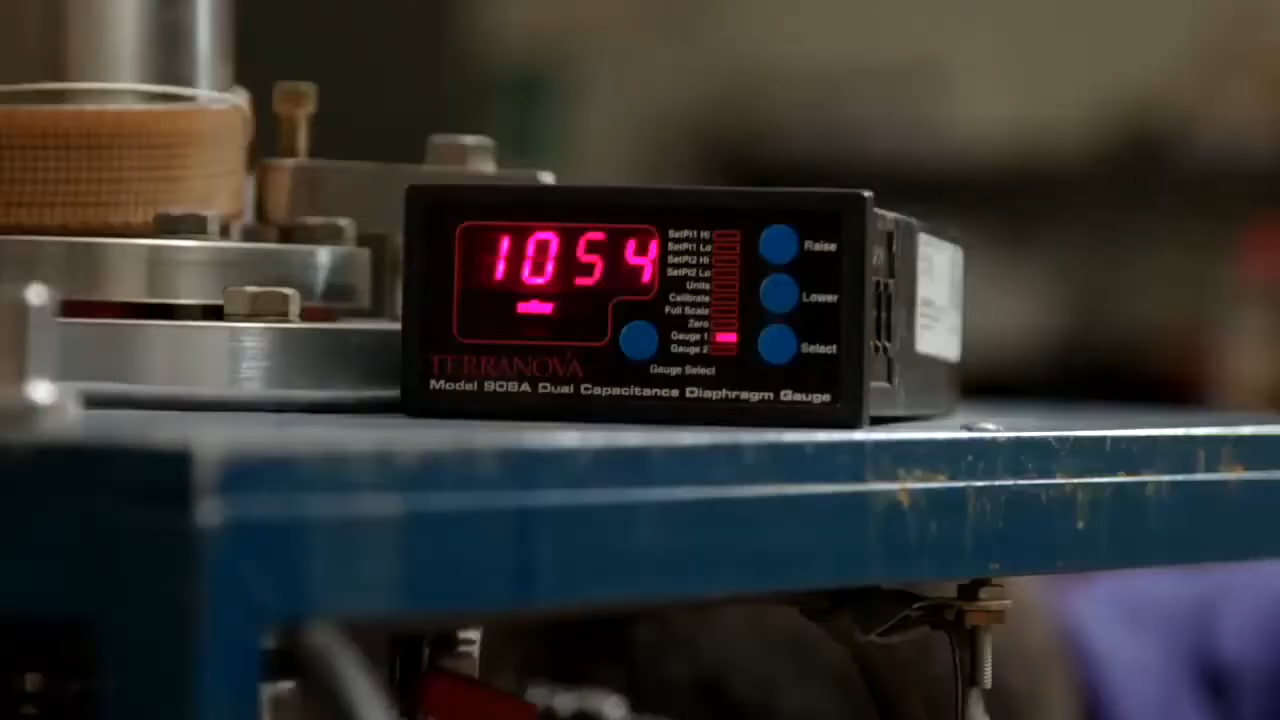 1054
SetPt1 Hi
SetPt1 Lo
SetPt2 Hi
SetPt2 Lo
Units
Calibrate
Full Scale
Zero
Gauge 1
Gauge 2
Raise
Lower
Select
Gauge Select
TERRANOVA
Model 908A Dual Capacitance Diaphragm Gauge